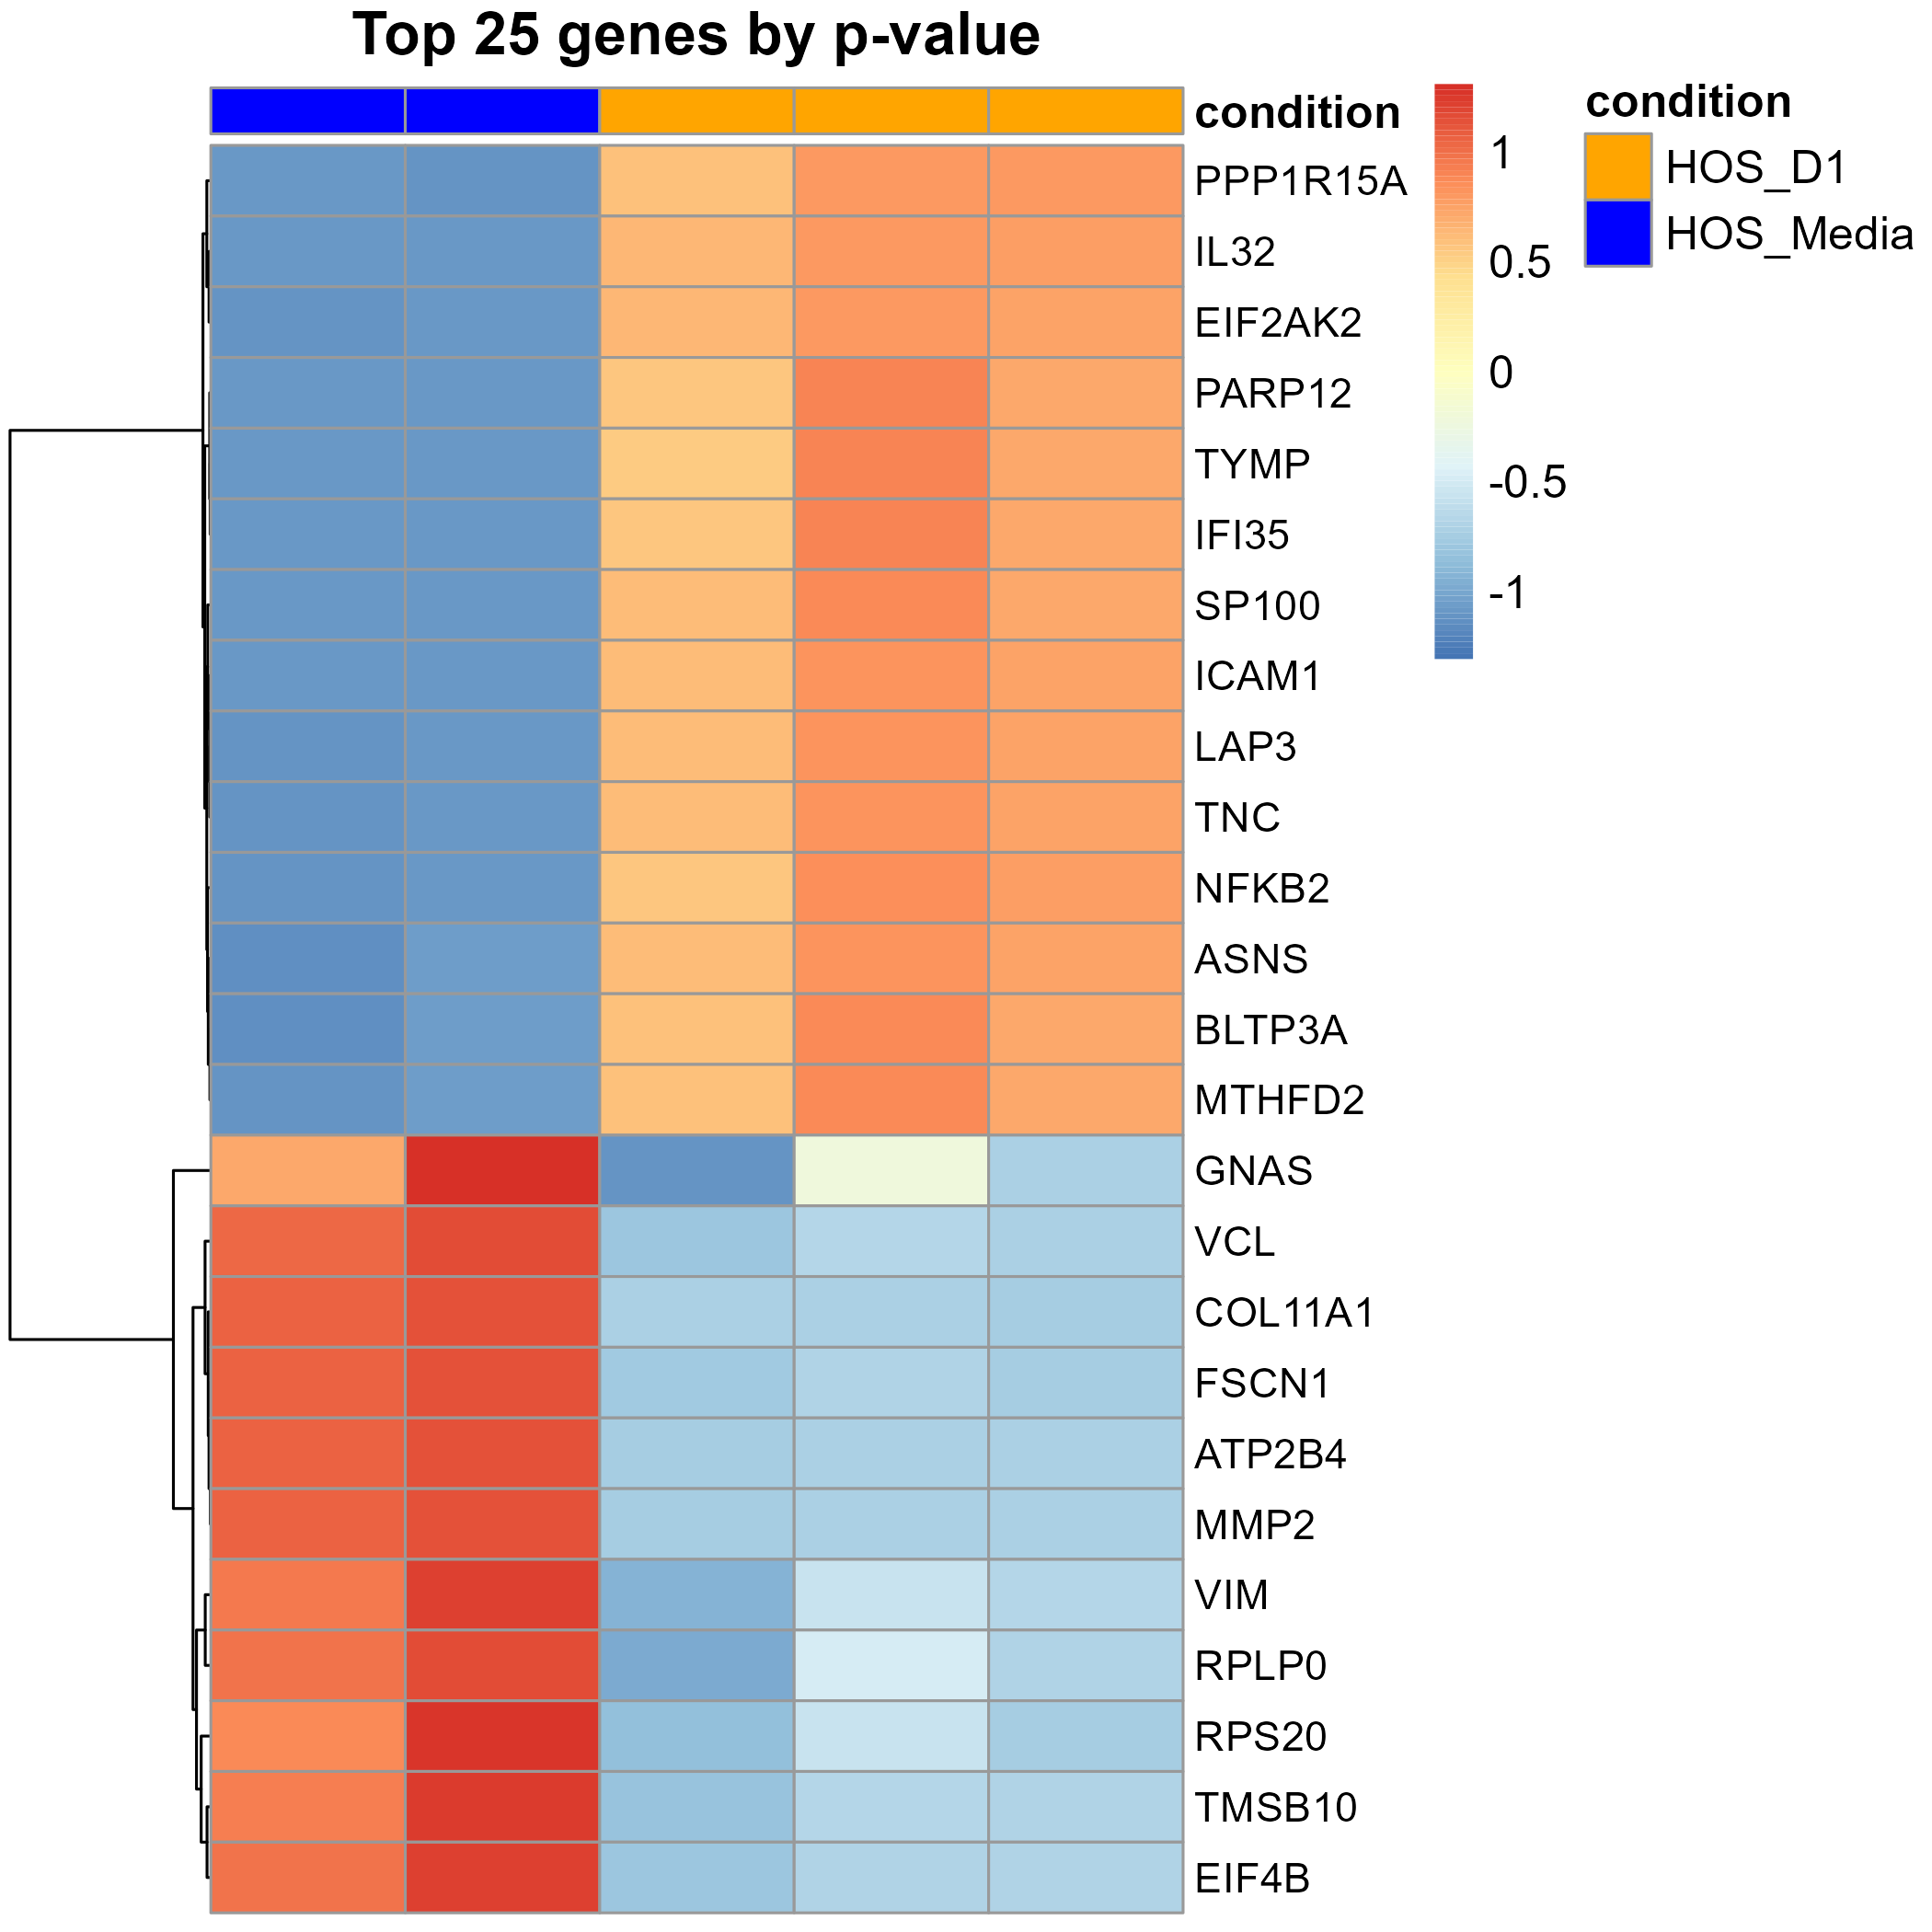 Top 25 genes by p-value
condition
PPP1R15A
IL32
EIF2AK2
PARP12
TYMP
IFI35
SP100
ICAM1
LAP3
TNC
NFKB2
ASNS
BLTP3A
MTHFD2
GNAS
VCL
COL11A1
FSCN1
ATP2B4
MMP2
VIM
RPLP0
RPS20
TMSB10
EIF4B
1
0.5
0
-0.5
-1
condition
HOS_D1
HOS_Media